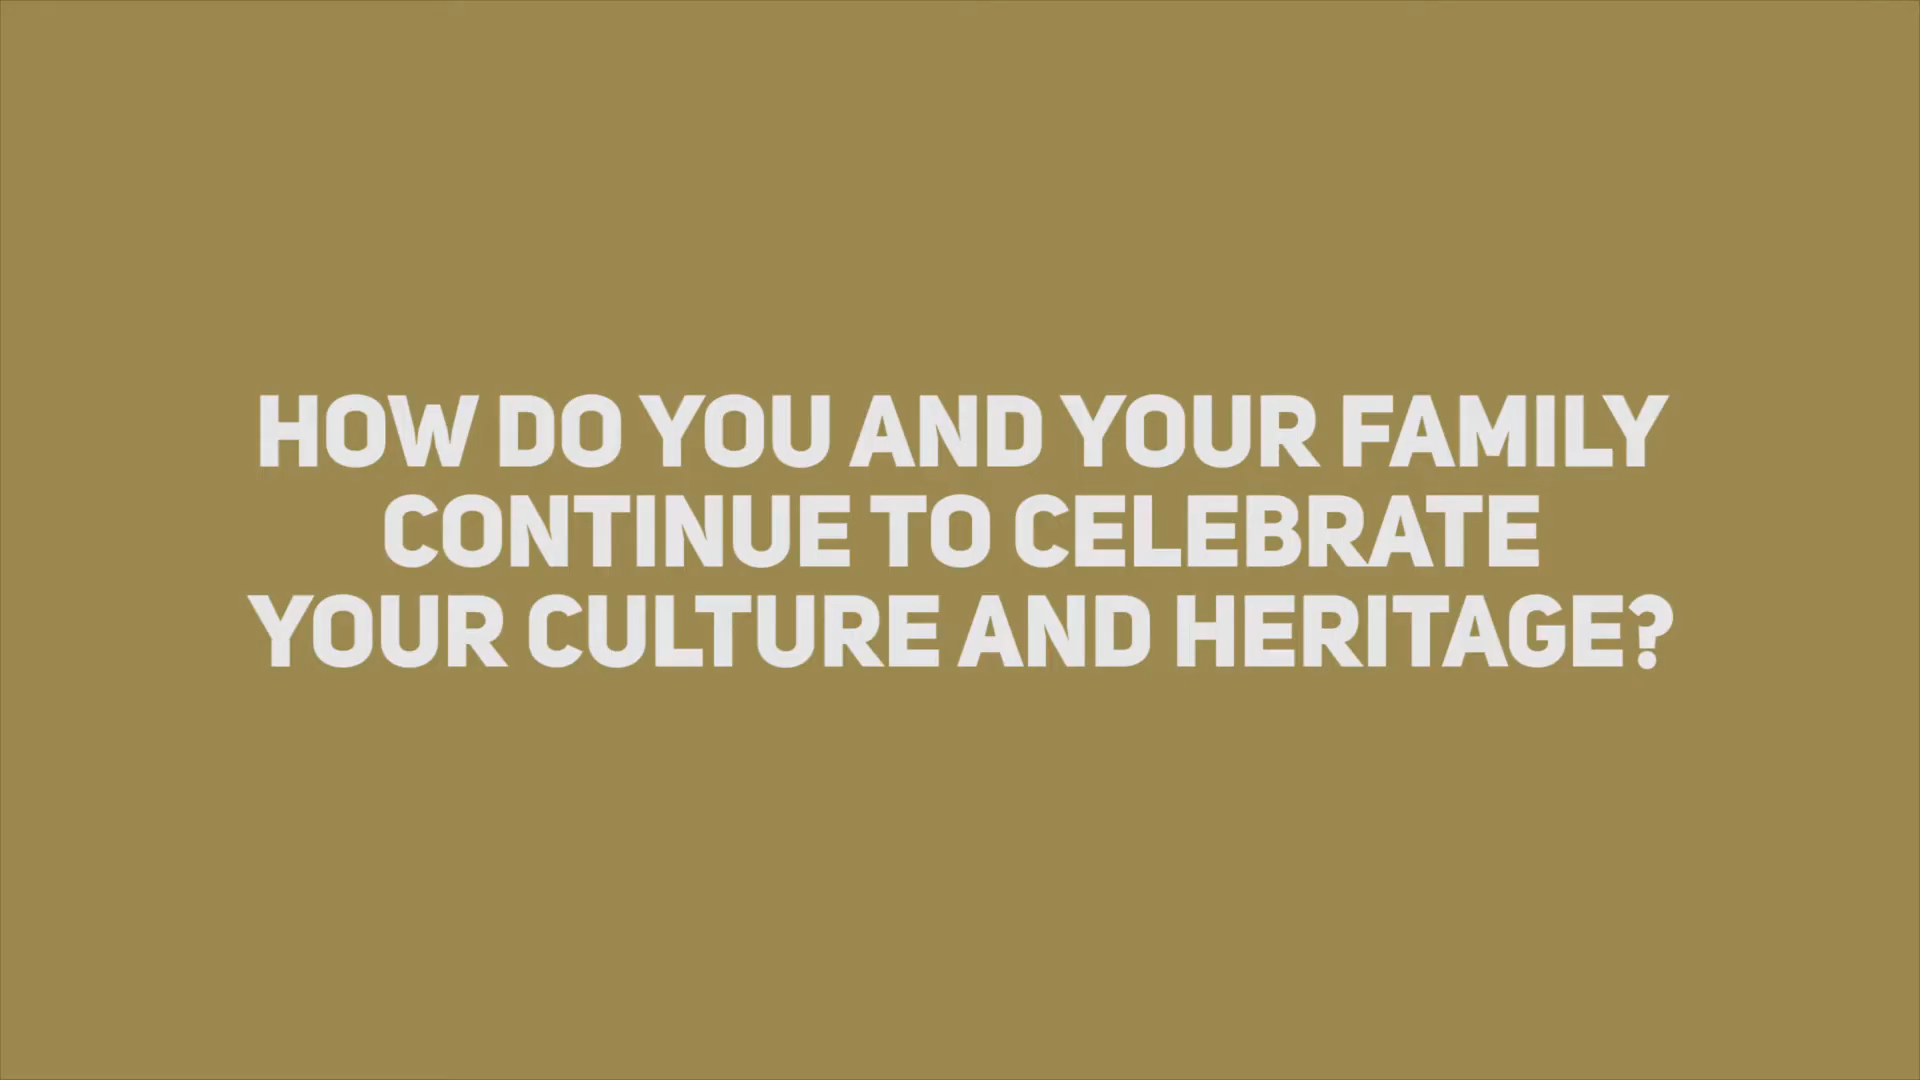 HOW DO YOU AND YOUR FAMILY
CONTINUE TO CELEBRATE
YOUR CULTURE AND HERITAGE?